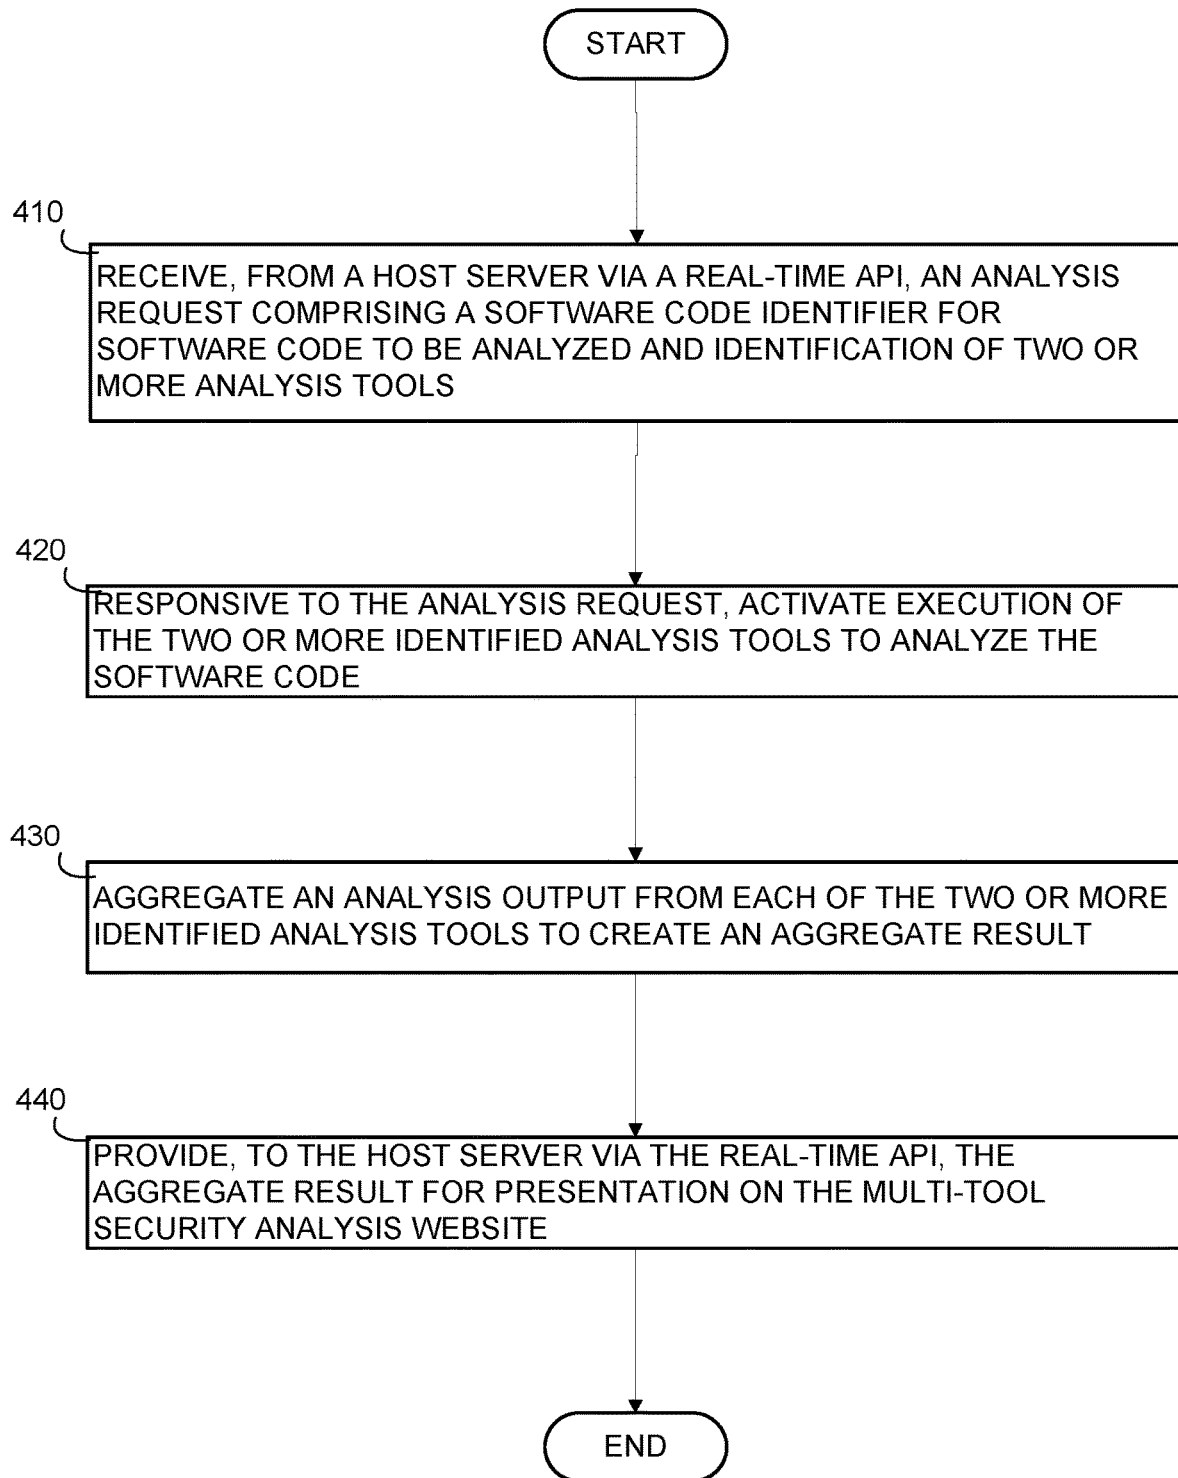 START
410
RECEIVE, FROM A HOST SERVER VIA A REAL-TIME API, AN ANALYSIS
REQUEST COMPRISING A SOFTWARE CODE IDENTIFIER FOR
SOFTWARE CODE TO BE ANALYZED AND IDENTIFICATION OF TWO OR
MORE ANALYSIS TOOLS
420
RESPONSIVE TO THE ANALYSIS REQUEST, ACTIVATE EXECUTION OF
THE TWO OR MORE IDENTIFIED ANALYSIS TOOLS TO ANALYZE THE
SOFTWARE CODE
430
AGGREGATE AN ANALYSIS OUTPUT FROM EACH OF THE TWO OR MORE
IDENTIFIED ANALYSIS TOOLS TO CREATE AN AGGREGATE RESULT
440
PROVIDE, TO THE HOST SERVER VIA THE REAL-TIME API, THE
AGGREGATE RESULT FOR PRESENTATION ON THE MULTI-TOOL
SECURITY ANALYSIS WEBSITE
END